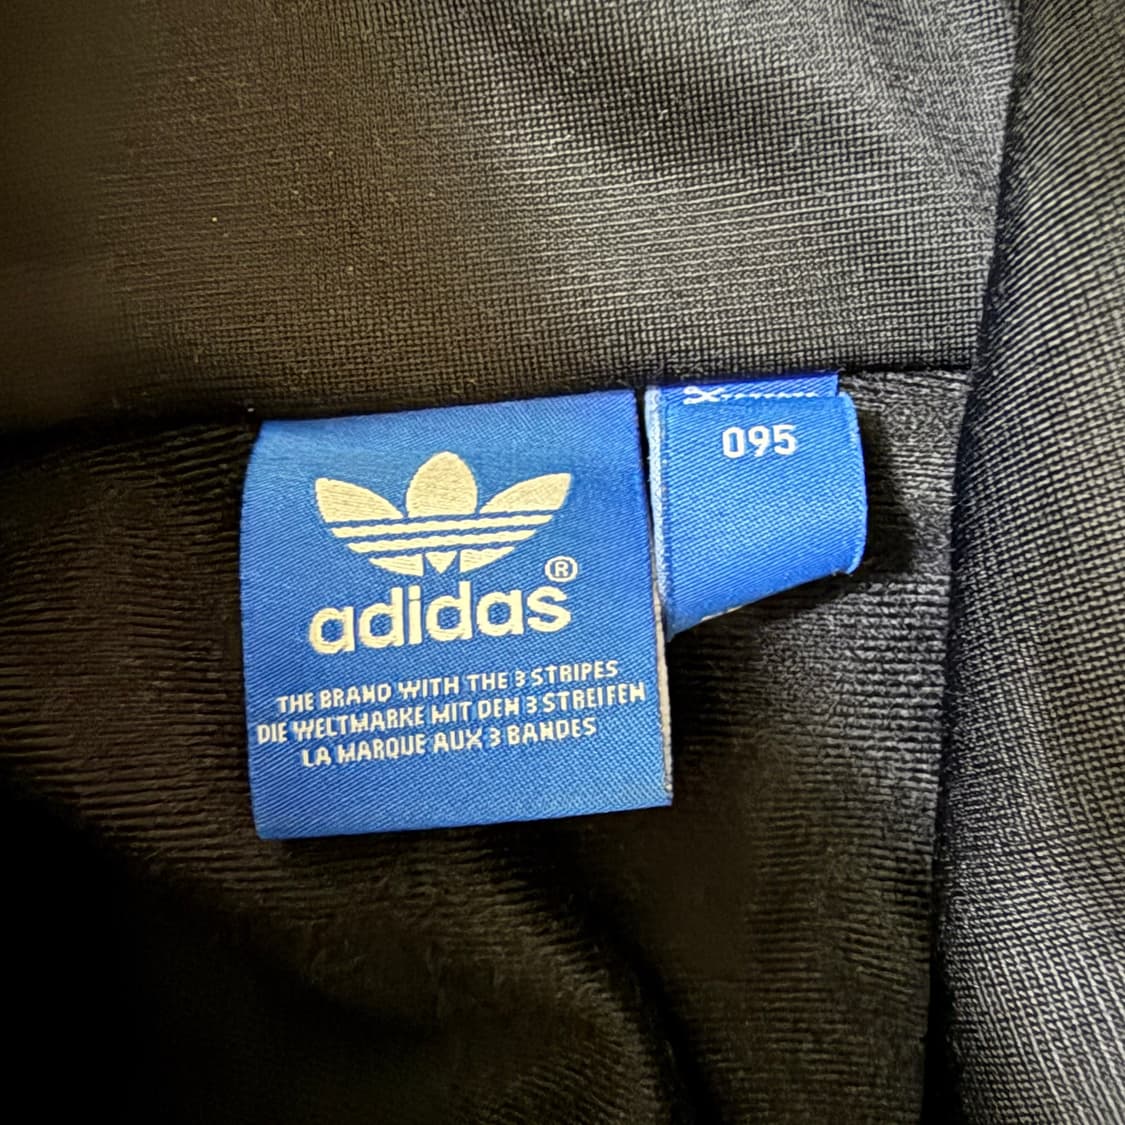 095
adidas®
THE BRAND WITH THE 3 STRIPES
DIE WELTMARKE MIT DEN 3 STREIFEN
LA MARQUE AUX 3 BANDES